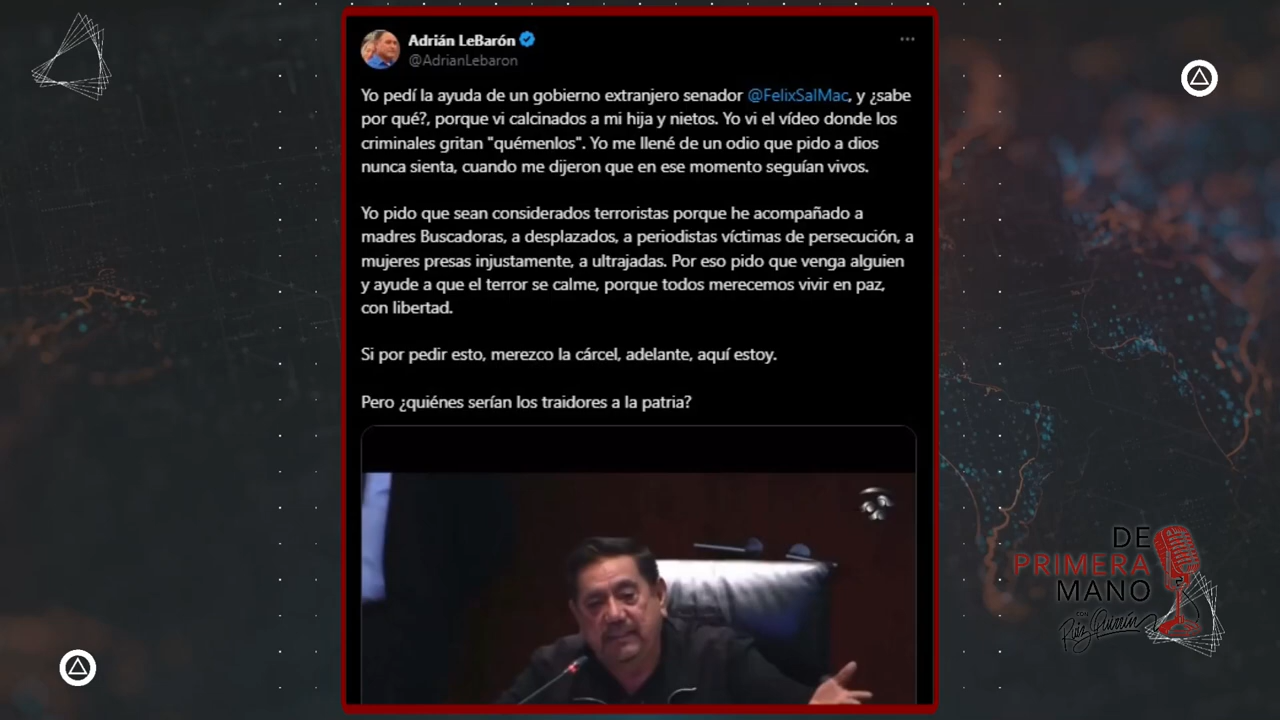 Adrián LeBarón
@AdrianLebaron
Yo pedí la ayuda de un gobierno extranjero senador @FelixSalMac, y ¿sabe
por qué?, porque vi calcinados a mi hija y nietos. Yo vi el vídeo donde los
criminales gritan "quémenlos". Yo me llené de un odio que pido a dios
nunca sienta, cuando me dijeron que en ese momento seguían vivos.
Yo pido que sean considerados terroristas porque he acompañado a
madres Buscadoras, a desplazados, a periodistas víctimas de persecución, a
mujeres presas injustamente, a ultrajadas. Por eso pido que venga alguien
y ayude a que el terror se calme, porque todos merecemos vivir en paz,
con libertad.
Si por pedir esto, merezco la cárcel, adelante, aquí estoy.
Pero ¿quiénes serían los traidores a la patria?
DE
PRIMERA
MANO
CON
Ruiz Guirrín